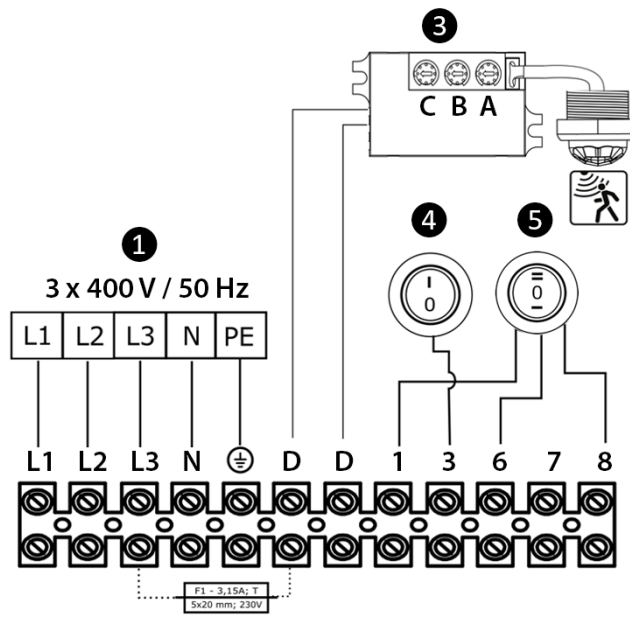 3
C B A
4 5
1
3 x 400 V / 50 Hz
I
0
II
0
I
L1 L2 L3 N PE
L1 L2 L3 N D D 1 3 6 7 8
F1 - 3,15A; T
5x20 mm; 230V